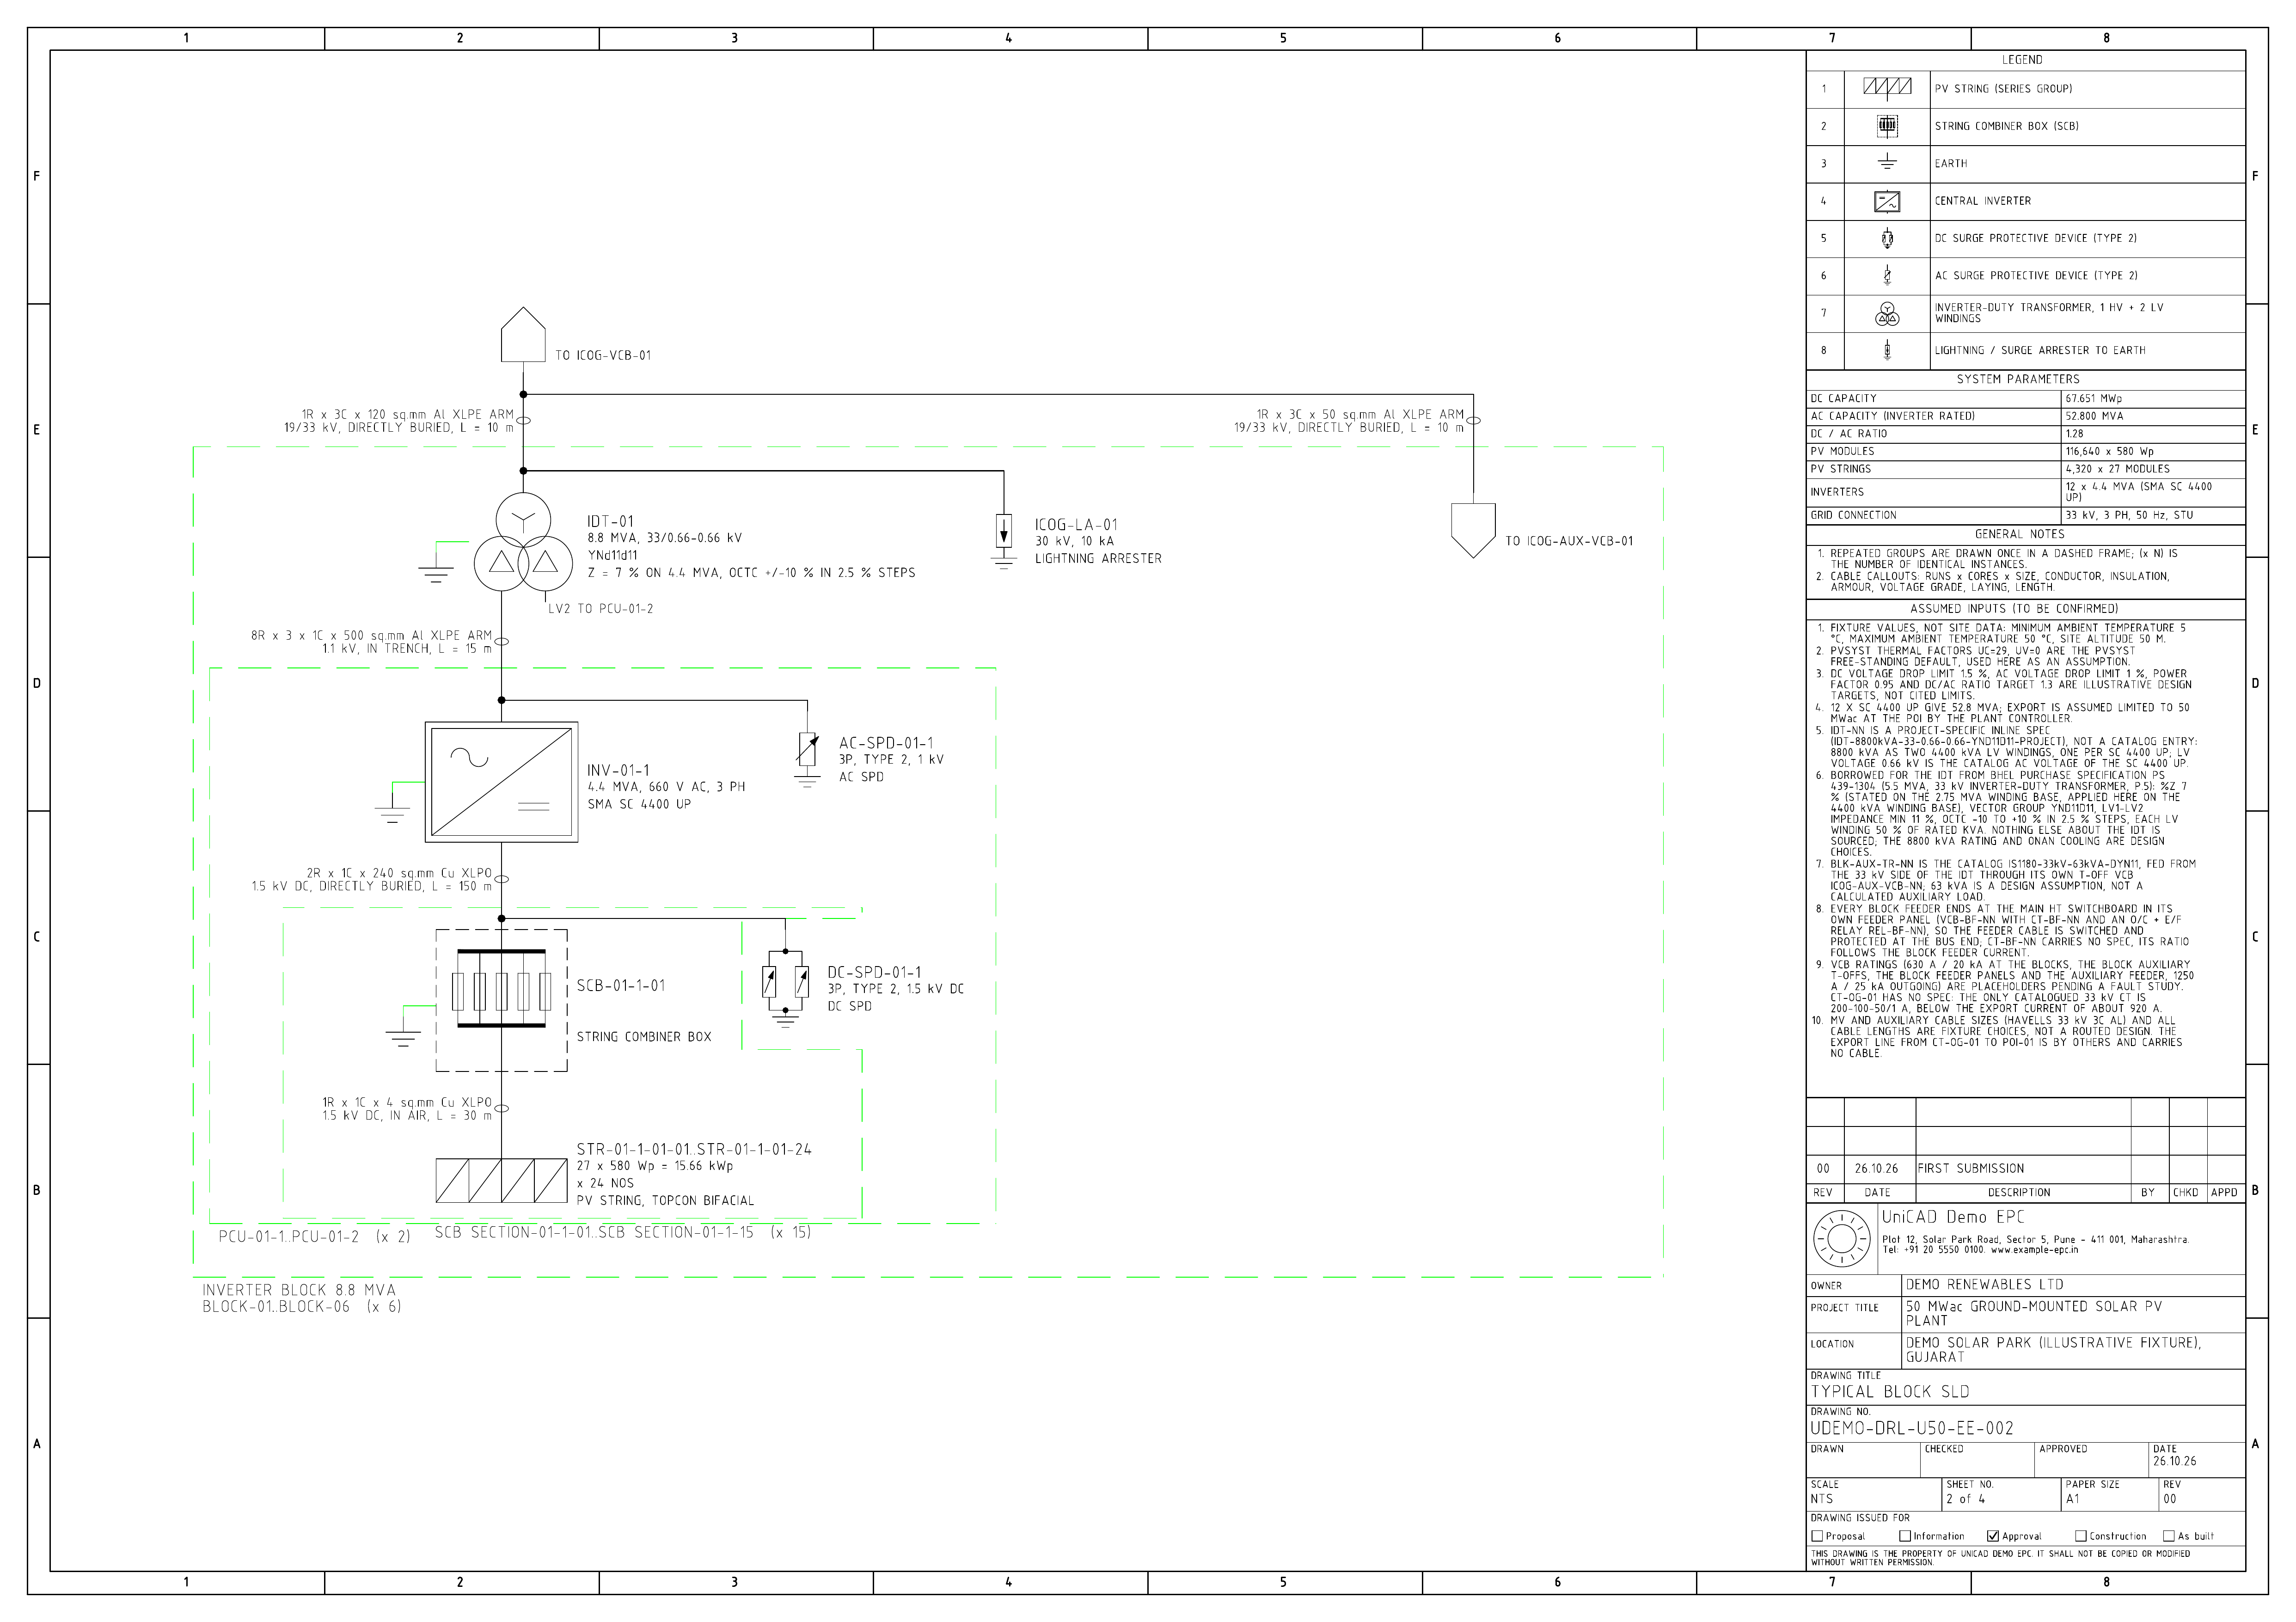 1 2 3 4 5 6 7 8
F
E
D
C
B
A
TO ICOG-VCB-01
1R x 3C x 120 sq.mm Al XLPE ARM
19/33 kV, DIRECTLY BURIED, L = 10 m
1R x 3C x 50 sq.mm Al XLPE ARM
19/33 kV, DIRECTLY BURIED, L = 10 m
IDT-01
8.8 MVA, 33/0.66-0.66 kV
YNd11d11
Z = 7 % ON 4.4 MVA, OCTC +/-10 % IN 2.5 % STEPS
LV2 TO PCU-01-2
ICOG-LA-01
30 kV, 10 kA
LIGHTNING ARRESTER
TO ICOG-AUX-VCB-01
8R x 3 x 1C x 500 sq.mm Al XLPE ARM
1.1 kV, IN TRENCH, L = 15 m
AC-SPD-01-1
3P, TYPE 2, 1 kV
AC SPD
INV-01-1
4.4 MVA, 660 V AC, 3 PH
SMA SC 4400 UP
2R x 1C x 240 sq.mm Cu XLPO
1.5 kV DC, DIRECTLY BURIED, L = 150 m
SCB-01-1-01
STRING COMBINER BOX
DC-SPD-01-1
3P, TYPE 2, 1.5 kV DC
DC SPD
1R x 1C x 4 sq.mm Cu XLPO
1.5 kV DC, IN AIR, L = 30 m
STR-01-1-01-01..STR-01-1-01-24
27 x 580 Wp = 15.66 kWp
x 24 NOS
PV STRING, TOPCON BIFACIAL
PCU-01-1..PCU-01-2 (x 2)
SCB SECTION-01-1-01..SCB SECTION-01-1-15 (x 15)
INVERTER BLOCK 8.8 MVA
BLOCK-01..BLOCK-06 (x 6)
LEGEND
1 PV STRING (SERIES GROUP)
2 STRING COMBINER BOX (SCB)
3 EARTH
4 CENTRAL INVERTER
5 DC SURGE PROTECTIVE DEVICE (TYPE 2)
6 AC SURGE PROTECTIVE DEVICE (TYPE 2)
7 INVERTER-DUTY TRANSFORMER, 1 HV + 2 LV
WINDINGS
8 LIGHTNING / SURGE ARRESTER TO EARTH
SYSTEM PARAMETERS
DC CAPACITY 67.651 MWp
AC CAPACITY (INVERTER RATED) 52.800 MVA
DC / AC RATIO 1.28
PV MODULES 116,640 x 580 Wp
PV STRINGS 4,320 x 27 MODULES
INVERTERS 12 x 4.4 MVA (SMA SC 4400
UP)
GRID CONNECTION 33 kV, 3 PH, 50 Hz, STU
GENERAL NOTES
1. REPEATED GROUPS ARE DRAWN ONCE IN A DASHED FRAME; (x N) IS
THE NUMBER OF IDENTICAL INSTANCES.
2. CABLE CALLOUTS: RUNS x CORES x SIZE, CONDUCTOR, INSULATION,
ARMOUR, VOLTAGE GRADE, LAYING, LENGTH.
ASSUMED INPUTS (TO BE CONFIRMED)
1. FIXTURE VALUES, NOT SITE DATA: MINIMUM AMBIENT TEMPERATURE 5
°C, MAXIMUM AMBIENT TEMPERATURE 50 °C, SITE ALTITUDE 50 M.
2. PVSYST THERMAL FACTORS UC=29, UV=0 ARE THE PVSYST
FREE-STANDING DEFAULT, USED HERE AS AN ASSUMPTION.
3. DC VOLTAGE DROP LIMIT 1.5 %, AC VOLTAGE DROP LIMIT 1 %, POWER
FACTOR 0.95 AND DC/AC RATIO TARGET 1.3 ARE ILLUSTRATIVE DESIGN
TARGETS, NOT CITED LIMITS.
4. 12 X SC 4400 UP GIVE 52.8 MVA; EXPORT IS ASSUMED LIMITED TO 50
MWac AT THE POI BY THE PLANT CONTROLLER.
5. IDT-NN IS A PROJECT-SPECIFIC INLINE SPEC
(IDT-8800kVA-33-0.66-0.66-YND11D11-PROJECT), NOT A CATALOG ENTRY:
8800 kVA AS TWO 4400 kVA LV WINDINGS, ONE PER SC 4400 UP; LV
VOLTAGE 0.66 kV IS THE CATALOG AC VOLTAGE OF THE SC 4400 UP.
6. BORROWED FOR THE IDT FROM BHEL PURCHASE SPECIFICATION PS
439-1304 (5.5 MVA, 33 kV INVERTER-DUTY TRANSFORMER, P.5): %Z 7
% (STATED ON THE 2.75 MVA WINDING BASE, APPLIED HERE ON THE
4400 kVA WINDING BASE), VECTOR GROUP YND11D11, LV1-LV2
IMPEDANCE MIN 11 %, OCTC -10 TO +10 % IN 2.5 % STEPS, EACH LV
WINDING 50 % OF RATED KVA. NOTHING ELSE ABOUT THE IDT IS
SOURCED; THE 8800 kVA RATING AND ONAN COOLING ARE DESIGN
CHOICES.
7. BLK-AUX-TR-NN IS THE CATALOG IS1180-33kV-63kVA-DYN11, FED FROM
THE 33 kV SIDE OF THE IDT THROUGH ITS OWN T-OFF VCB
ICOG-AUX-VCB-NN; 63 kVA IS A DESIGN ASSUMPTION, NOT A
CALCULATED AUXILIARY LOAD.
8. EVERY BLOCK FEEDER ENDS AT THE MAIN HT SWITCHBOARD IN ITS
OWN FEEDER PANEL (VCB-BF-NN WITH CT-BF-NN AND AN O/C + E/F
RELAY REL-BF-NN), SO THE FEEDER CABLE IS SWITCHED AND
PROTECTED AT THE BUS END; CT-BF-NN CARRIES NO SPEC, ITS RATIO
FOLLOWS THE BLOCK FEEDER CURRENT.
9. VCB RATINGS (630 A / 20 kA AT THE BLOCKS, THE BLOCK AUXILIARY
T-OFFS, THE BLOCK FEEDER PANELS AND THE AUXILIARY FEEDER, 1250
A / 25 kA OUTGOING) ARE PLACEHOLDERS PENDING A FAULT STUDY.
CT-OG-01 HAS NO SPEC: THE ONLY CATALOGUED 33 kV CT IS
200-100-50/1 A, BELOW THE EXPORT CURRENT OF ABOUT 920 A.
10. MV AND AUXILIARY CABLE SIZES (HAVELLS 33 kV 3C AL) AND ALL
CABLE LENGTHS ARE FIXTURE CHOICES, NOT A ROUTED DESIGN. THE
EXPORT LINE FROM CT-OG-01 TO POI-01 IS BY OTHERS AND CARRIES
NO CABLE.
00 26.10.26 FIRST SUBMISSION
REV DATE DESCRIPTION BY CHKD APPD
UniCAD Demo EPC
Plot 12, Solar Park Road, Sector 5, Pune - 411 001, Maharashtra.
Tel: +91 20 5550 0100. www.example-epc.in
OWNER DEMO RENEWABLES LTD
PROJECT TITLE 50 MWac GROUND-MOUNTED SOLAR PV
PLANT
LOCATION DEMO SOLAR PARK (ILLUSTRATIVE FIXTURE),
GUJARAT
DRAWING TITLE
TYPICAL BLOCK SLD
DRAWING NO.
UDEMO-DRL-U50-EE-002
DRAWN CHECKED APPROVED DATE
26.10.26
SCALE SHEET NO. PAPER SIZE REV
NTS 2 of 4 A1 00
DRAWING ISSUED FOR
Proposal Information Approval Construction As built
THIS DRAWING IS THE PROPERTY OF UNICAD DEMO EPC. IT SHALL NOT BE COPIED OR MODIFIED
WITHOUT WRITTEN PERMISSION.
F
E
D
C
B
A
1 2 3 4 5 6 7 8